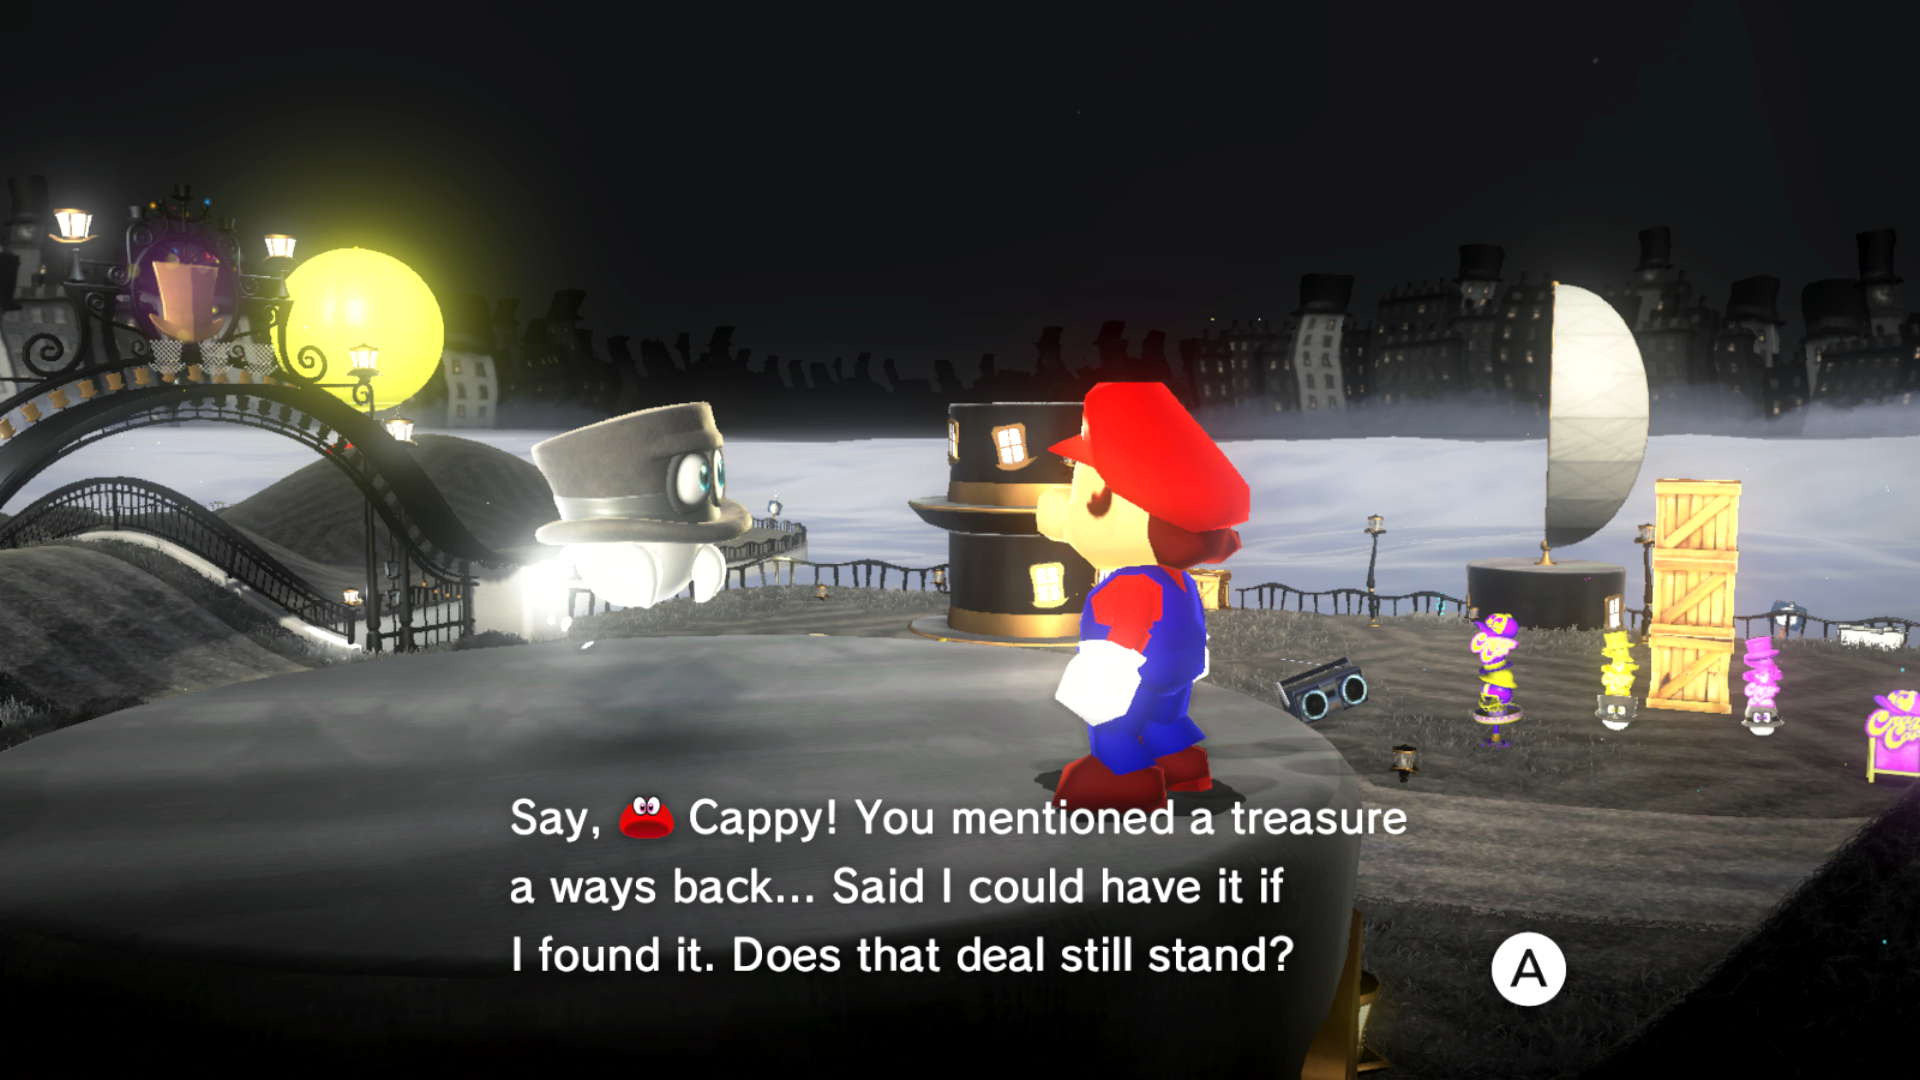 Say, Cappy! You mentioned a treasure
a ways back... Said I could have it if
I found it. Does that deal still stand?
A